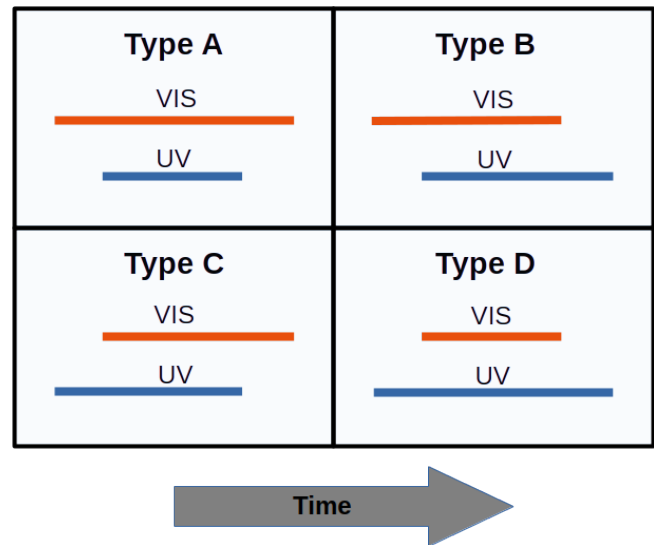 Type A
VIS
UV
Type B
VIS
UV
Type C
VIS
UV
Type D
VIS
UV
Time